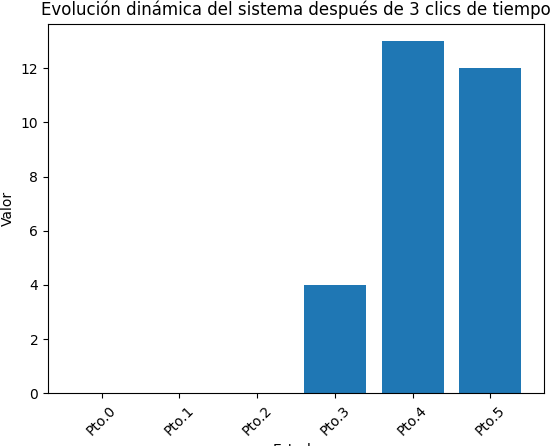 Evolución dinámica del sistema después de 3 clics de tiempo
Valor
12
10
8
6
4
2
0
Pto.0 Pto.1 Pto.2 Pto.3 Pto.4 Pto.5